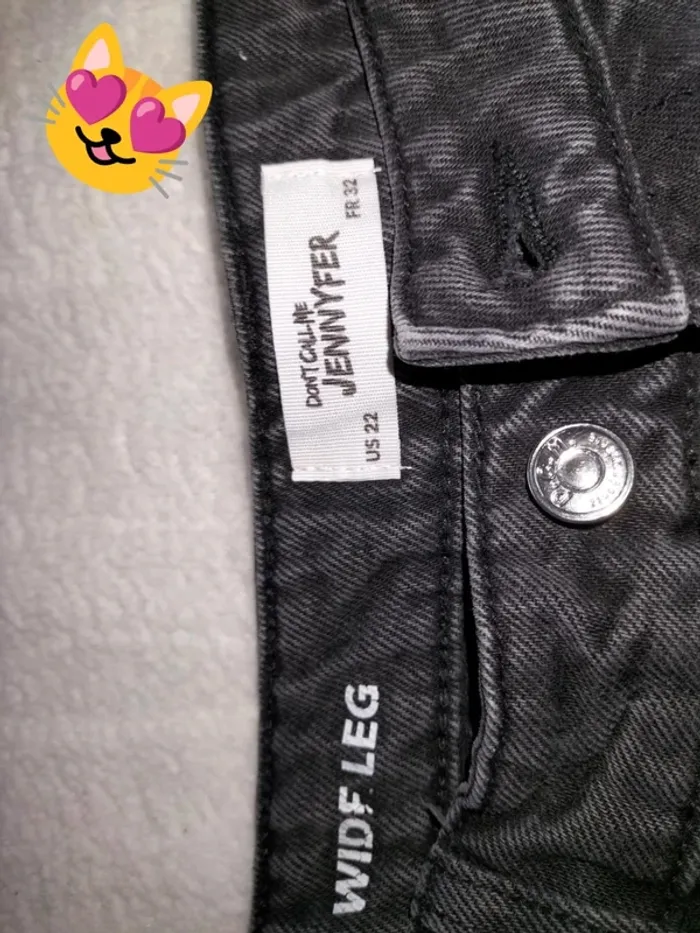 DON'T CALL ME
JENNYFER
US 22
FR 32
WIDE LEG